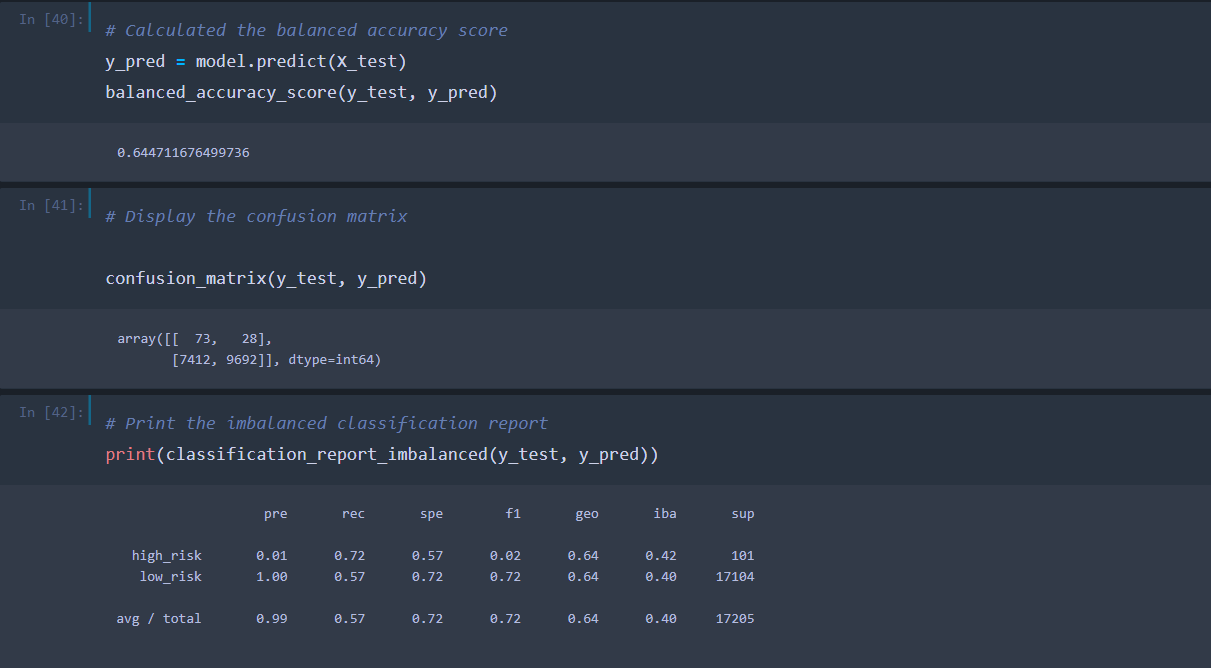 In [40]:
# Calculated the balanced accuracy score
y_pred = model.predict(X_test)
balanced_accuracy_score(y_test, y_pred)
0.644711676499736
In [41]:
# Display the confusion matrix
confusion_matrix(y_test, y_pred)
array([[  73,   28],
       [7412, 9692]], dtype=int64)
In [42]:
# Print the imbalanced classification report
print(classification_report_imbalanced(y_test, y_pred))
pre rec spe f1 geo iba sup
high_risk 0.01 0.72 0.57 0.02 0.64 0.42 101
low_risk 1.00 0.57 0.72 0.72 0.64 0.40 17104
avg / total 0.99 0.57 0.72 0.72 0.64 0.40 17205